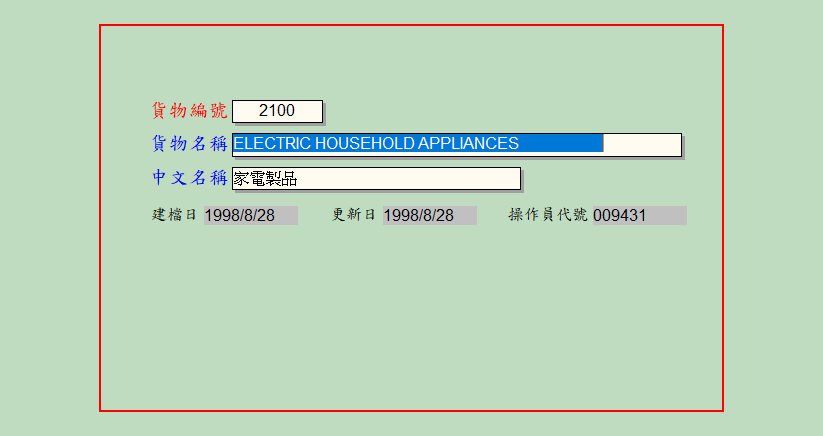 貨物編號 2100
貨物名稱 ELECTRIC HOUSEHOLD APPLIANCES
中文名稱 家電製品
建檔日 1998/8/28 更新日 1998/8/28 操作員代號 009431